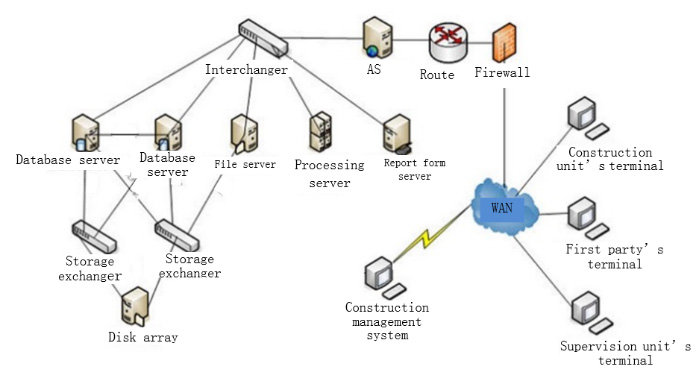 Interchanger
AS
Route
Firewall
Database server
Database
server
File server
Processing
server
Report form
server
Construction
unit's terminal
WAN
First party's
terminal
Storage
exchanger
Storage
exchanger
Construction
management
system
Disk array
Supervision unit's
terminal